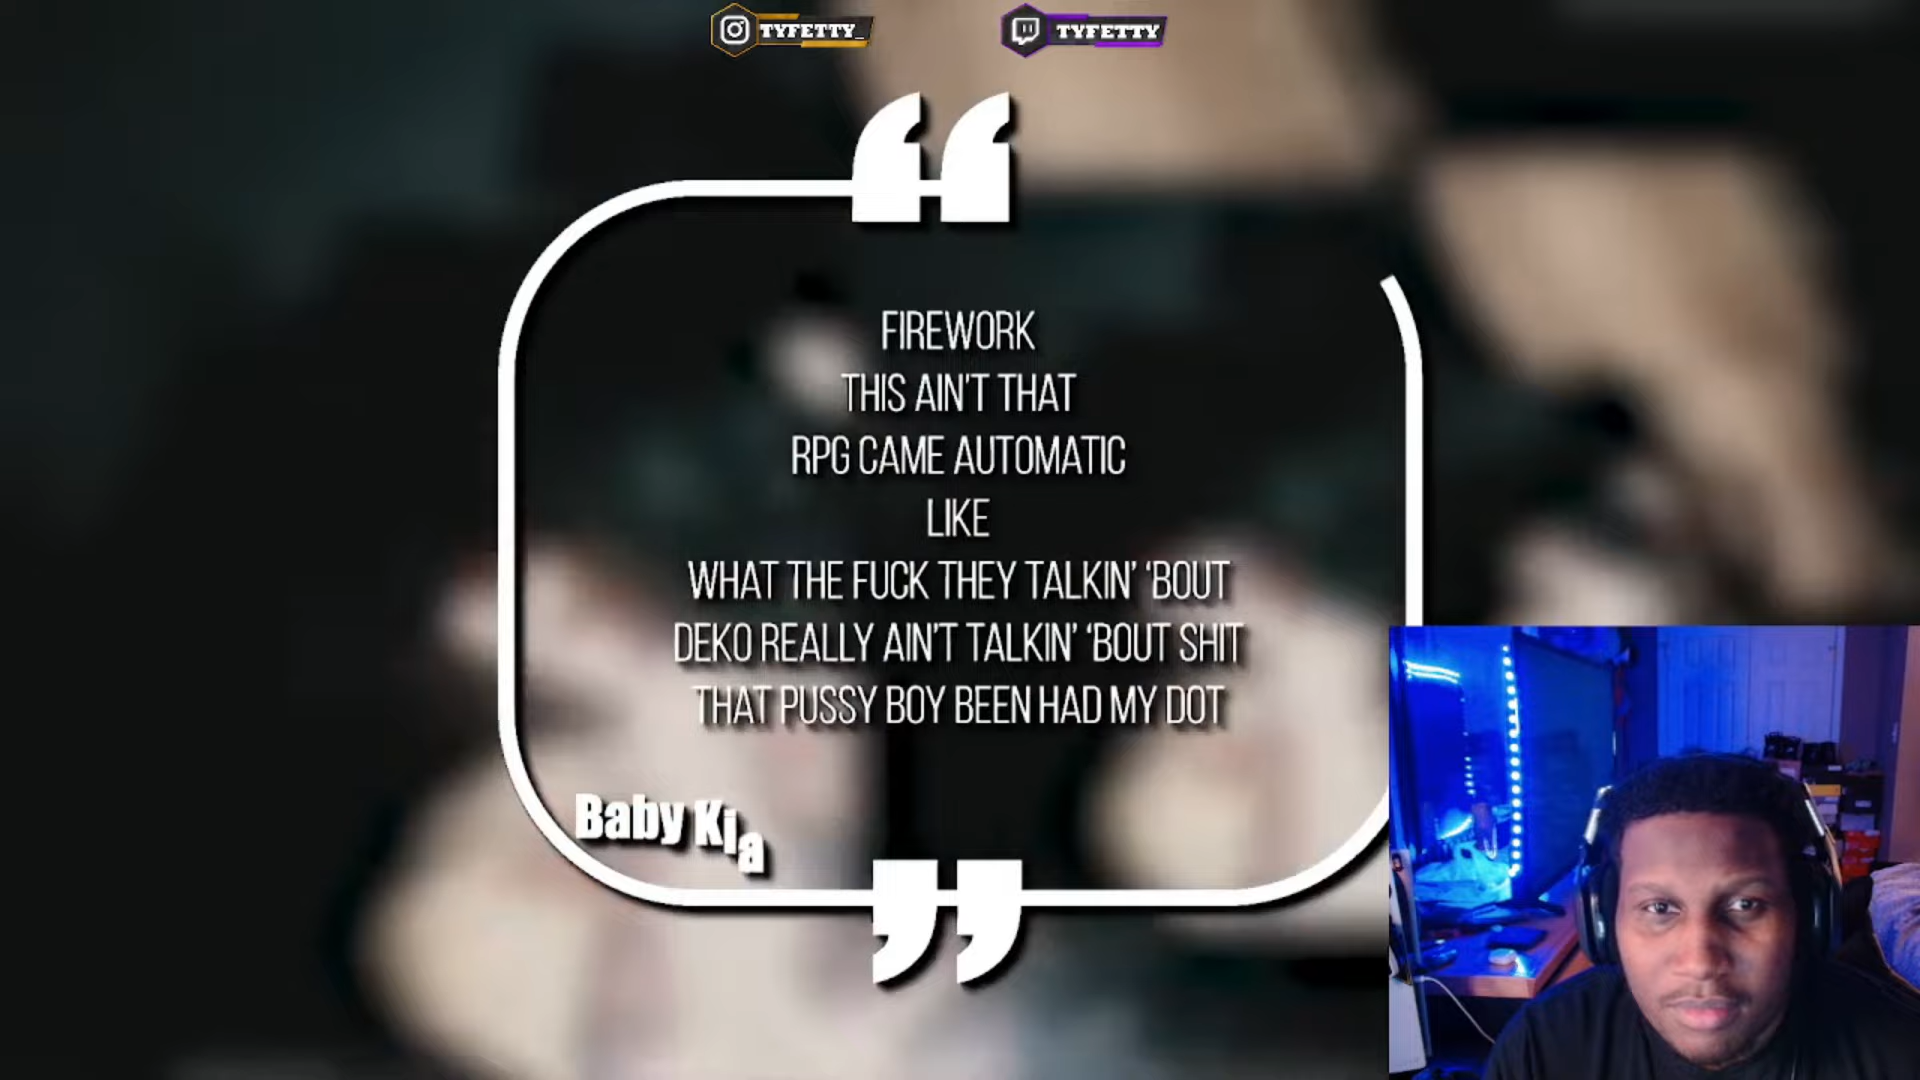 TYFETTY_
TYFETTY
FIREWORK
THIS AIN'T THAT
RPG CAME AUTOMATIC
LIKE
WHAT THE FUCK THEY TALKIN' ‘BOUT
DEKO REALLY AIN'T TALKIN' ‘BOUT SHIT
THAT PUSSY BOY BEEN HAD MY DOT
Baby Kia